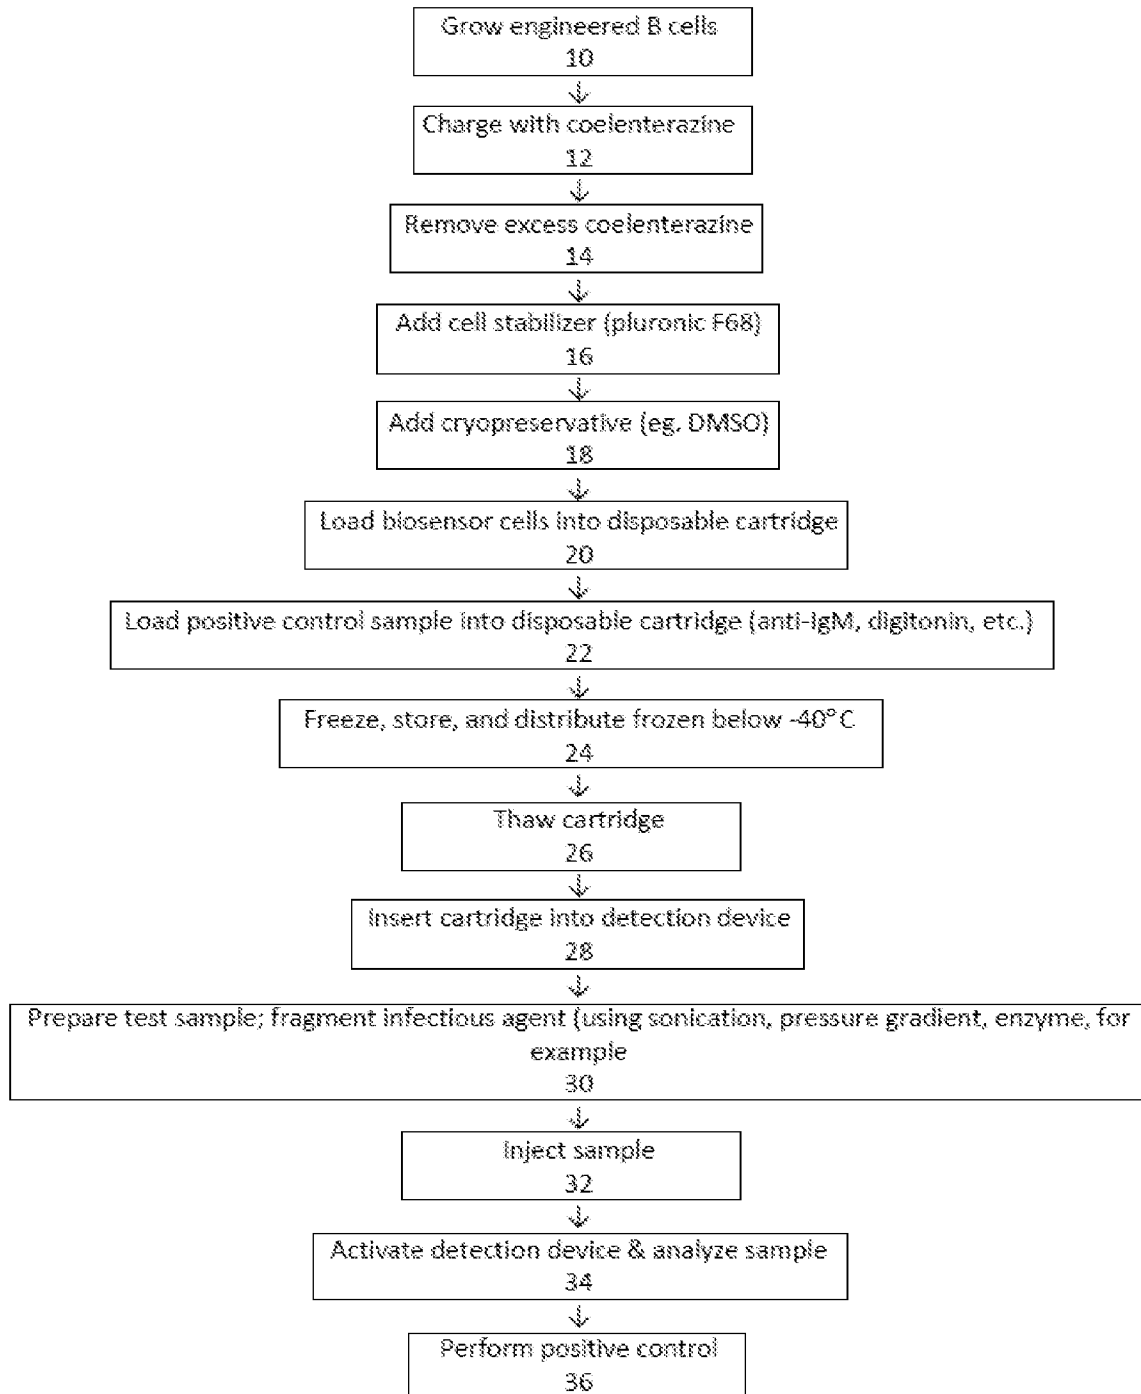 Grow engineered B cells
10
Charge with coelenterazine
12
Remove excess coelenterazine
14
Add cell stabilizer (pluronic F68)
16
Add cryopreservative (eg. DMSO)
18
Load biosensor cells into disposable cartridge
20
Load positive control sample into disposable cartridge (anti-IgM, digitonin, etc.)
22
Freeze, store, and distribute frozen below -40°C
24
Thaw cartridge
26
Insert cartridge into detection device
28
Prepare test sample; fragment infectious agent (using sonication, pressure gradient, enzyme, for
example
30
Inject sample
32
Activate detection device & analyze sample
34
Perform positive control
36